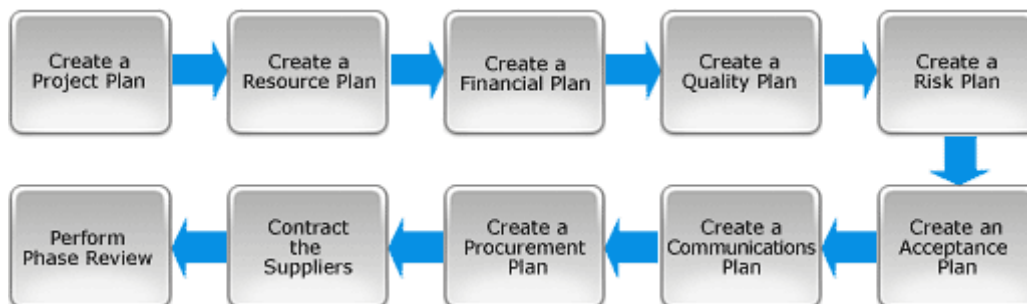 Create a
Project Plan
Create a
Resource Plan
Create a
Financial Plan
Create a
Quality Plan
Create a
Risk Plan
Create an
Acceptance
Plan
Create a
Communications
Plan
Create a
Procurement
Plan
Contract
the
Suppliers
Perform
Phase Review